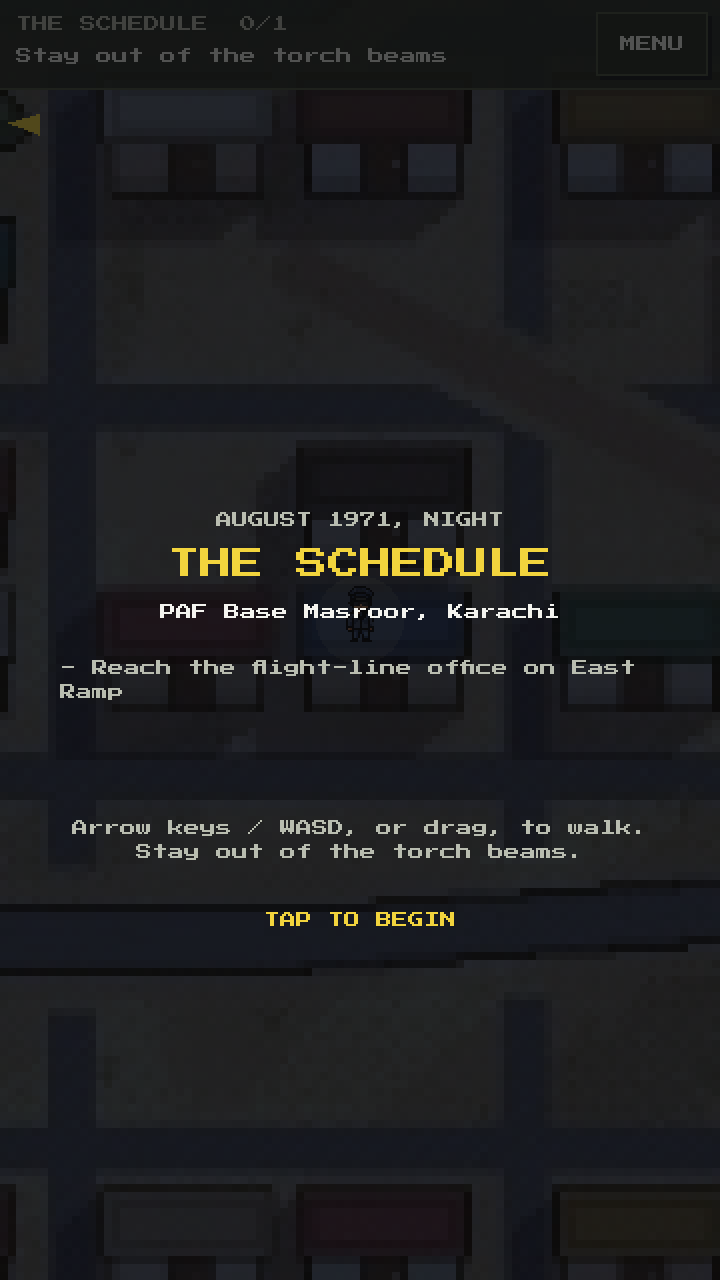 THE SCHEDULE 0/1
Stay out of the torch beams
MENU
AUGUST 1971, NIGHT
THE SCHEDULE
PAF Base Masroor, Karachi
- Reach the flight-line office on East
Ramp
Arrow keys / WASD, or drag, to walk.
Stay out of the torch beams.
TAP TO BEGIN